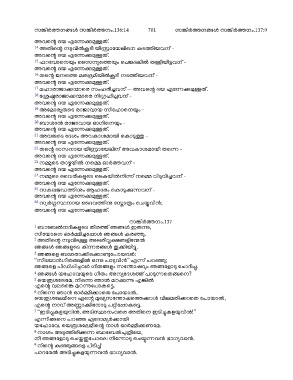 സങ്കീർത്തനങ്ങൾ സങ്കീർത്തനം.136:14 701 സങ്കീർത്തനങ്ങൾ സങ്കീർത്തനം.137:9
അവന്റെ ദയ എന്നേക്കുമുള്ളത്.
¹⁴ അതിന്റെ നടുവിൽകൂടി യിസ്രായേലിനെ കടത്തിയവന്ന് -
അവന്റെ ദയ എന്നേക്കുമുള്ളത്.
¹⁵ ഫറവോനെയും സൈന്യത്തെയും ചെങ്കടലിൽ തള്ളിയിട്ടവന്ന് -
അവന്റെ ദയ എന്നേക്കുമുള്ളത്.
¹⁶ തന്റെ ജനത്തെ മരുഭൂമിയിൽകൂടി നടത്തിയവന്ന് -
അവന്റെ ദയ എന്നേക്കുമുള്ളത്.
¹⁷ മഹാരാജാക്കന്മാരെ സംഹരിച്ചവന്ന് — അവന്റെ ദയ എന്നേക്കുമുള്ളത്.
¹⁸ ശ്രേഷ്ഠരാജാക്കന്മാരെ നിഗ്രഹിച്ചവന്ന് -
അവന്റെ ദയ എന്നേക്കുമുള്ളത്.
¹⁹ അമോര്യരുടെ രാജാവായ സീഹോനെയും -
അവന്റെ ദയ എന്നേക്കുമുള്ളത്.
²⁰ ബാശാൻ രാജാവായ ഓഗിനെയും -
അവന്റെ ദയ എന്നേക്കുമുള്ളത്.
²¹ അവരുടെ ദേശം അവകാശമായി കൊടുത്തു -
അവന്റെ ദയ എന്നേക്കുമുള്ളത്.
²² തന്റെ ദാസനായ യിസ്രായേലിന് അവകാശമായി തന്നെ -
അവന്റെ ദയ എന്നേക്കുമുള്ളത്.
²³ നമ്മുടെ താഴ്ചയിൽ നമ്മെ ഓർത്തവന്ന് -
അവന്റെ ദയ എന്നേക്കുമുള്ളത്.
²⁴ നമ്മുടെ വൈരികളുടെ കൈയിൽനിന്ന് നമ്മെ വിടുവിച്ചവന്ന് -
അവന്റെ ദയ എന്നേക്കുമുള്ളത്.
²⁵ സകലജഡത്തിനും ആഹാരം കൊടുക്കുന്നവന്ന് -
അവന്റെ ദയ എന്നേക്കുമുള്ളത്.
²⁶ സ്വർഗ്ഗസ്ഥനായ ദൈവത്തിന്ന് സ്തോത്രം ചെയ്യുവിൻ;
അവന്റെ ദയ എന്നേക്കുമുള്ളത്.
സങ്കീർത്തനം.137
¹ ബാബേൽനദികളുടെ തീരത്ത് ഞങ്ങൾ ഇരുന്നു,
സീയോനെ ഓർമ്മിച്ചപ്പോൾ ഞങ്ങൾ കരഞ്ഞു.
² അതിന്റെ നടുവിലുള്ള അലരിവൃക്ഷങ്ങളിന്മേൽ
ഞങ്ങൾ ഞങ്ങളുടെ കിന്നരങ്ങൾ തൂക്കിയിട്ടു.
³ ഞങ്ങളെ ബദ്ധരാക്കിക്കൊണ്ടുപോയവർ:
"സീയോൻഗീതങ്ങളിൽ ഒന്നു പാടുവിൻ" എന്ന് പറഞ്ഞു;
ഞങ്ങളെ പീഡിപ്പിച്ചവർ ഗീതങ്ങളും സന്തോഷവും ഞങ്ങളോടു ചോദിച്ചു.
⁴ ഞങ്ങൾ യഹോവയുടെ ഗീതം അന്യദേശത്ത് പാടുന്നതെങ്ങനെ?
⁵ യെരൂശലേമേ, നിന്നെ ഞാൻ മറക്കുന്നു എങ്കിൽ
എന്റെ വലങ്കൈ മറന്നുപോകട്ടെ.
⁶ നിന്നെ ഞാൻ ഓർമ്മിക്കാതെ പോയാൽ,
യെരൂശലേമിനെ എന്റെ മുഖ്യസന്തോഷത്തെക്കാൾ വിലമതിക്കാതെ പോയാൽ,
എന്റെ നാവ് അണ്ണാക്കിനോടു പറ്റിപ്പോകട്ടെ.
⁷ "ഇടിച്ചുകളയുവിൻ, അടിസ്ഥാനംവരെ അതിനെ ഇടിച്ചുകളയുവിൻ!"
എന്നിങ്ങനെ പറഞ്ഞ ഏദോമ്യർക്കായി
യഹോവേ, യെരൂശലേമിന്റെ നാൾ ഓർമ്മിക്കണമേ.
⁸ നാശം അടുത്തിരിക്കുന്ന ബാബേൽപുത്രിയേ,
നീ ഞങ്ങളോടു ചെയ്തതുപോലെ നിന്നോടു ചെയ്യുന്നവൻ ഭാഗ്യവാൻ.
⁹ നിന്റെ കുഞ്ഞുങ്ങളെ പിടിച്ച്
പാറമേൽ അടിച്ചുകളയുന്നവൻ ഭാഗ്യവാൻ.